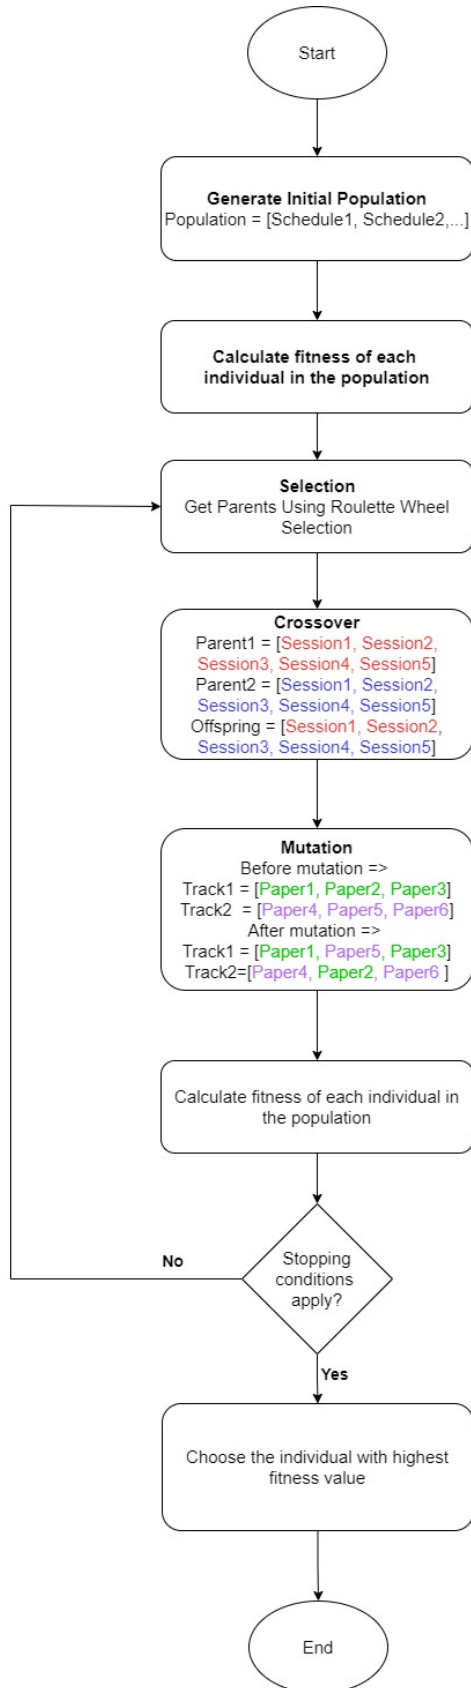 Start
Generate Initial Population
Population = [Schedule1, Schedule2,...]
Calculate fitness of each
individual in the population
Selection
Get Parents Using Roulette Wheel
Selection
Crossover
Parent1 = [Session1, Session2,
Session3, Session4, Session5]
Parent2 = [Session1, Session2,
Session3, Session4, Session5]
Offspring = [Session1, Session2,
Session3, Session4, Session5]
Mutation
Before mutation =>
Track1 = [Paper1, Paper2, Paper3]
Track2  = [Paper4, Paper5, Paper6]
After mutation =>
Track1 = [Paper1, Paper5, Paper3]
Track2=[Paper4, Paper2, Paper6 ]
Calculate fitness of each individual in
the population
No
Stopping
conditions
apply?
Yes
Choose the individual with highest
fitness value
End